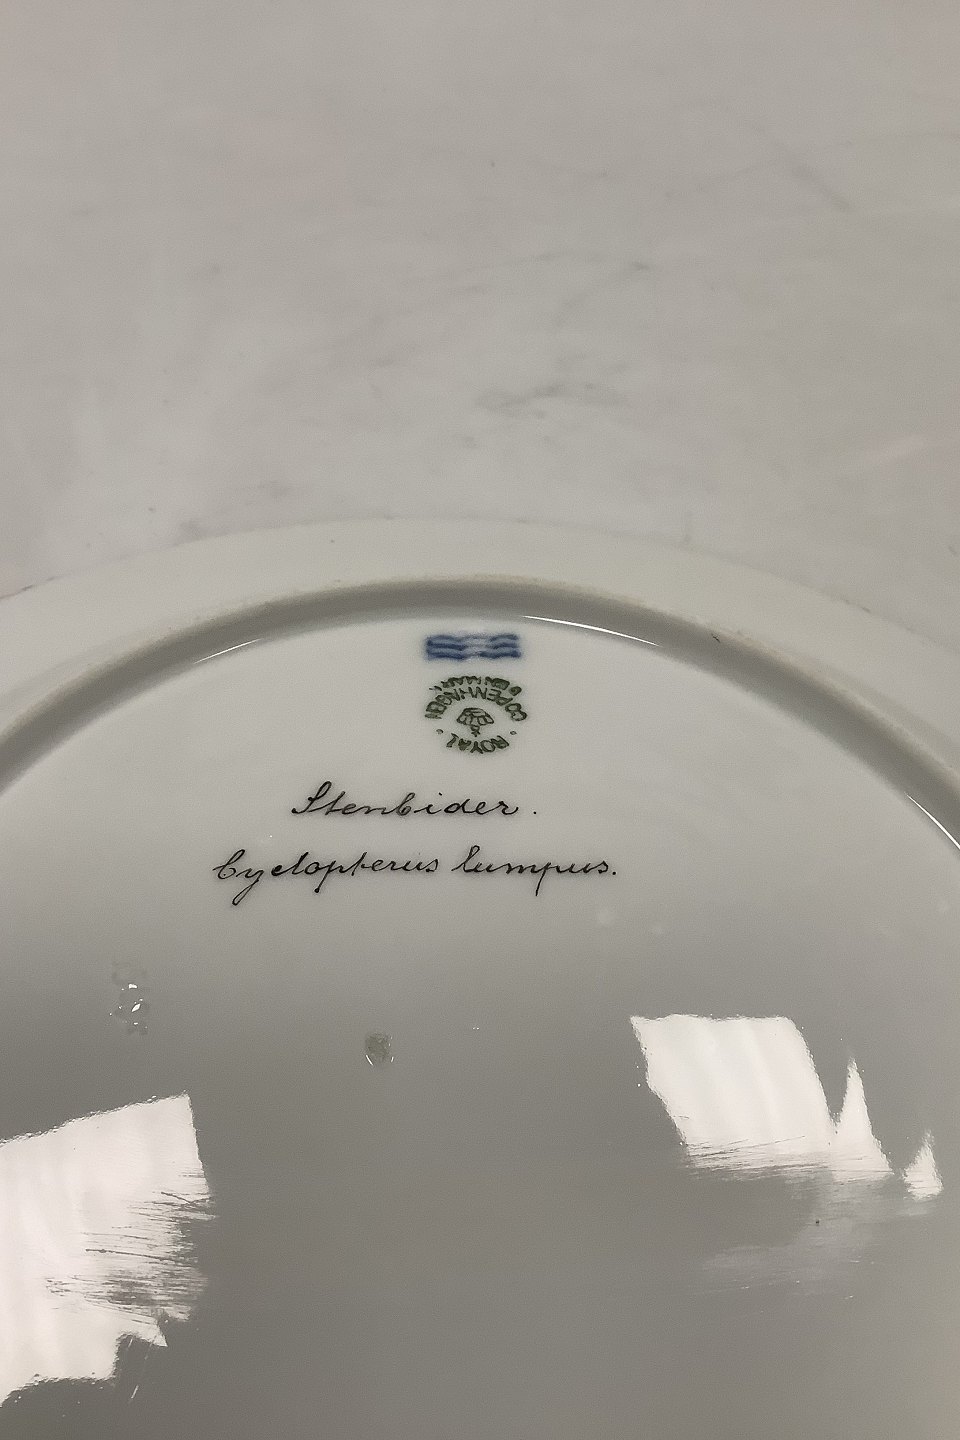 ROYAL
COPENHAGEN
DENMARK
Stenbider.
Cyclopterus lumpus.